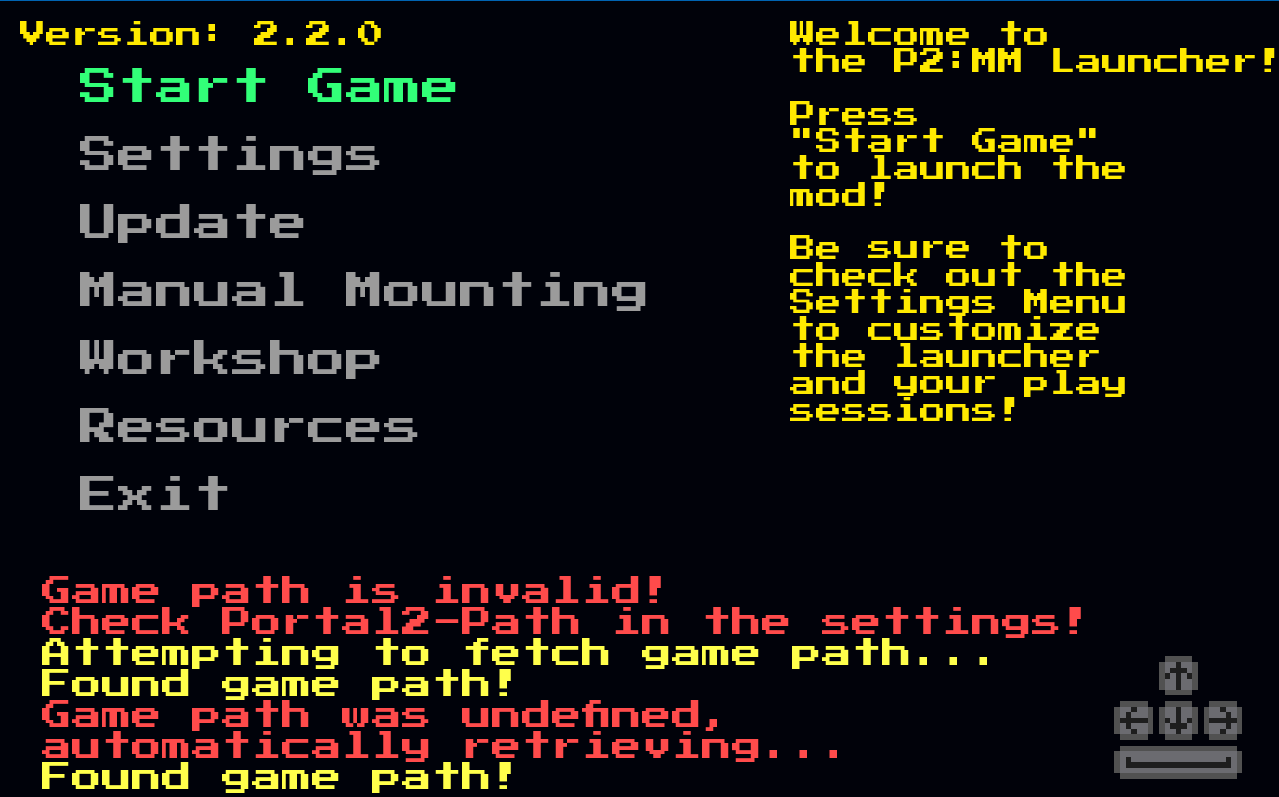 Version: 2.2.0
Start Game
Settings
Update
Manual Mounting
Workshop
Resources
Exit
Welcome to
the P2:MM Launcher!
Press
"Start Game"
to launch the
mod!
Be sure to
check out the
Settings Menu
to customize
the launcher
and your play
sessions!
Game path is invalid!
Check Portal2-Path in the settings!
Attempting to fetch game path...
Found game path!
Game path was undefined,
automatically retrieving...
Found game path!